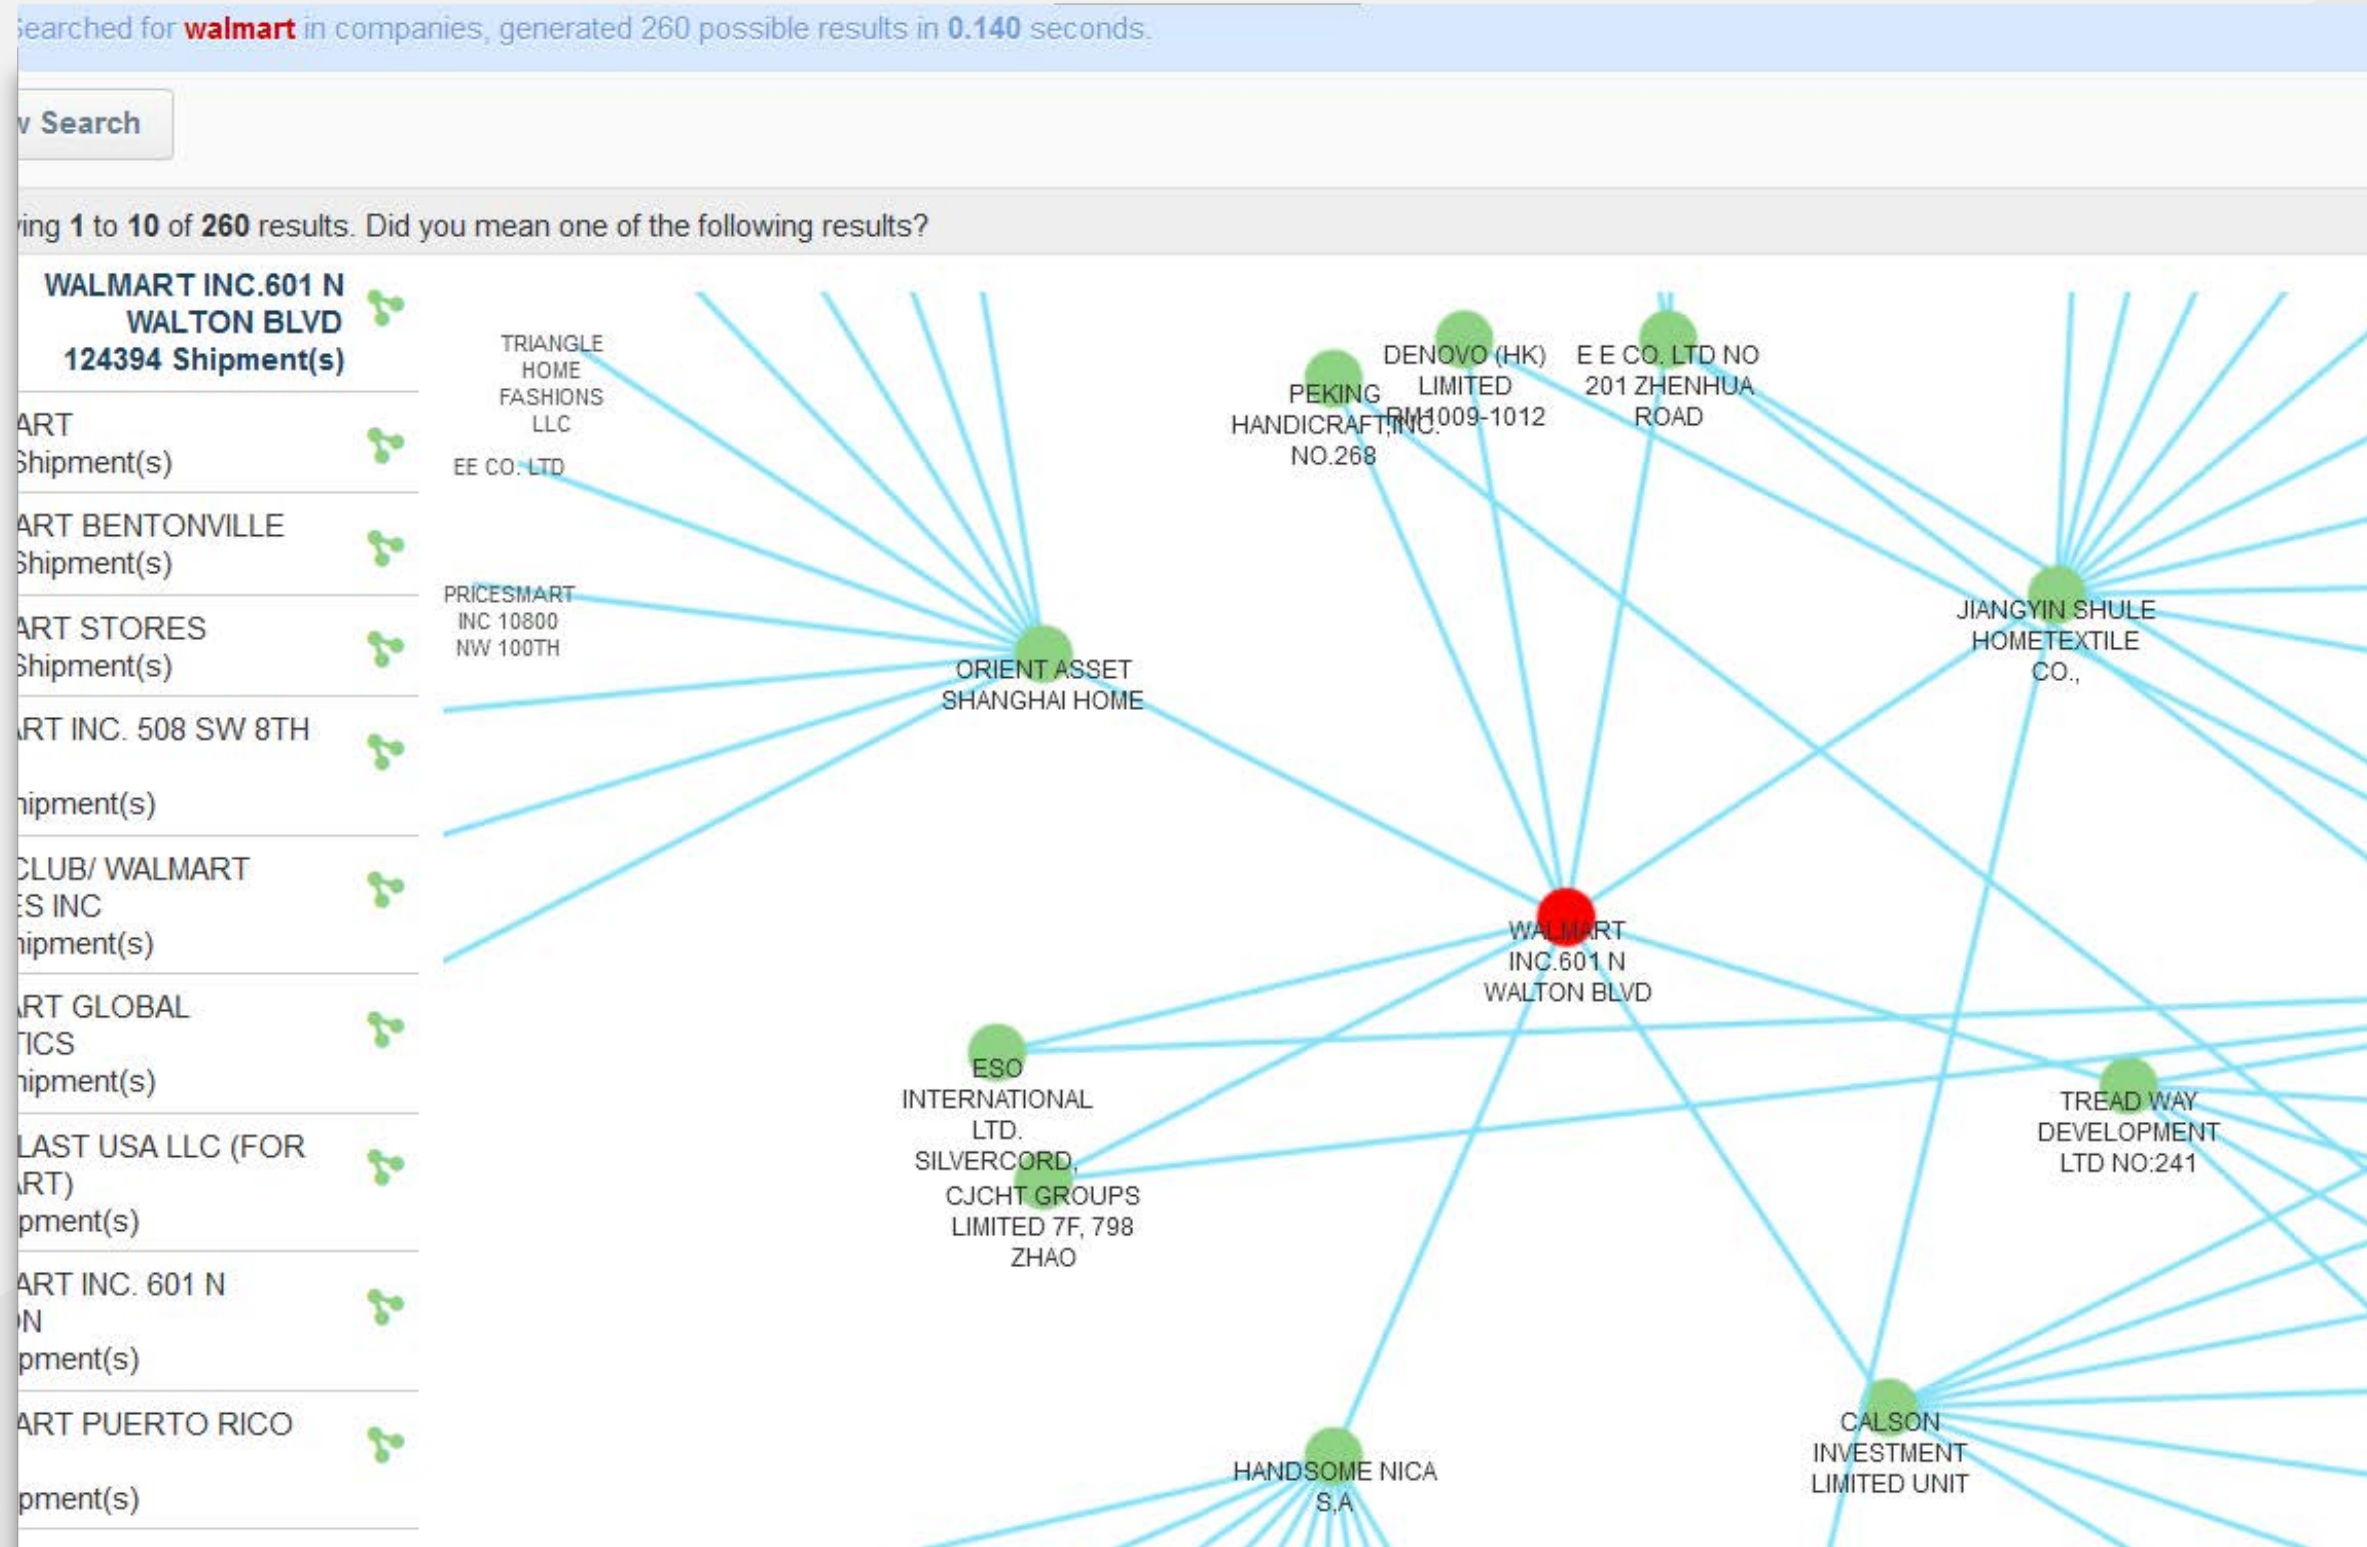 Searched for walmart in companies, generated 260 possible results in 0.140 seconds.
Search
1 to 10 of 260 results. Did you mean one of the following results?
WALMART INC.601 N
WALTON BLVD
124394 Shipment(s)
ART
Shipment(s)
ART BENTONVILLE
Shipment(s)
ART STORES
Shipment(s)
ART INC. 508 SW 8TH
hipment(s)
CLUB/ WALMART
ES INC
hipment(s)
ART GLOBAL
TICS
hipment(s)
LAST USA LLC (FOR
ART)
pment(s)
ART INC. 601 N
ON
pment(s)
ART PUERTO RICO
pment(s)
TRIANGLE
HOME
FASHIONS
LLC
EE CO. LTD
PRICESMART
INC 10800
NW 100TH
ORIENT ASSET
SHANGHAI HOME
PEKING
HANDICRAFT,INC.
NO.268
DENOVO (HK)
LIMITED
RM1009-1012
E E CO. LTD NO
201 ZHENHUA
ROAD
JIANGYIN SHULE
HOMETEXTILE
CO.,
WALMART
INC.601 N
WALTON BLVD
ESO
INTERNATIONAL
LTD.
SILVERCORD,
CJCHT GROUPS
LIMITED 7F, 798
ZHAO
TREAD WAY
DEVELOPMENT
LTD NO:241
HANDSOME NICA
S,A
CALSON
INVESTMENT
LIMITED UNIT